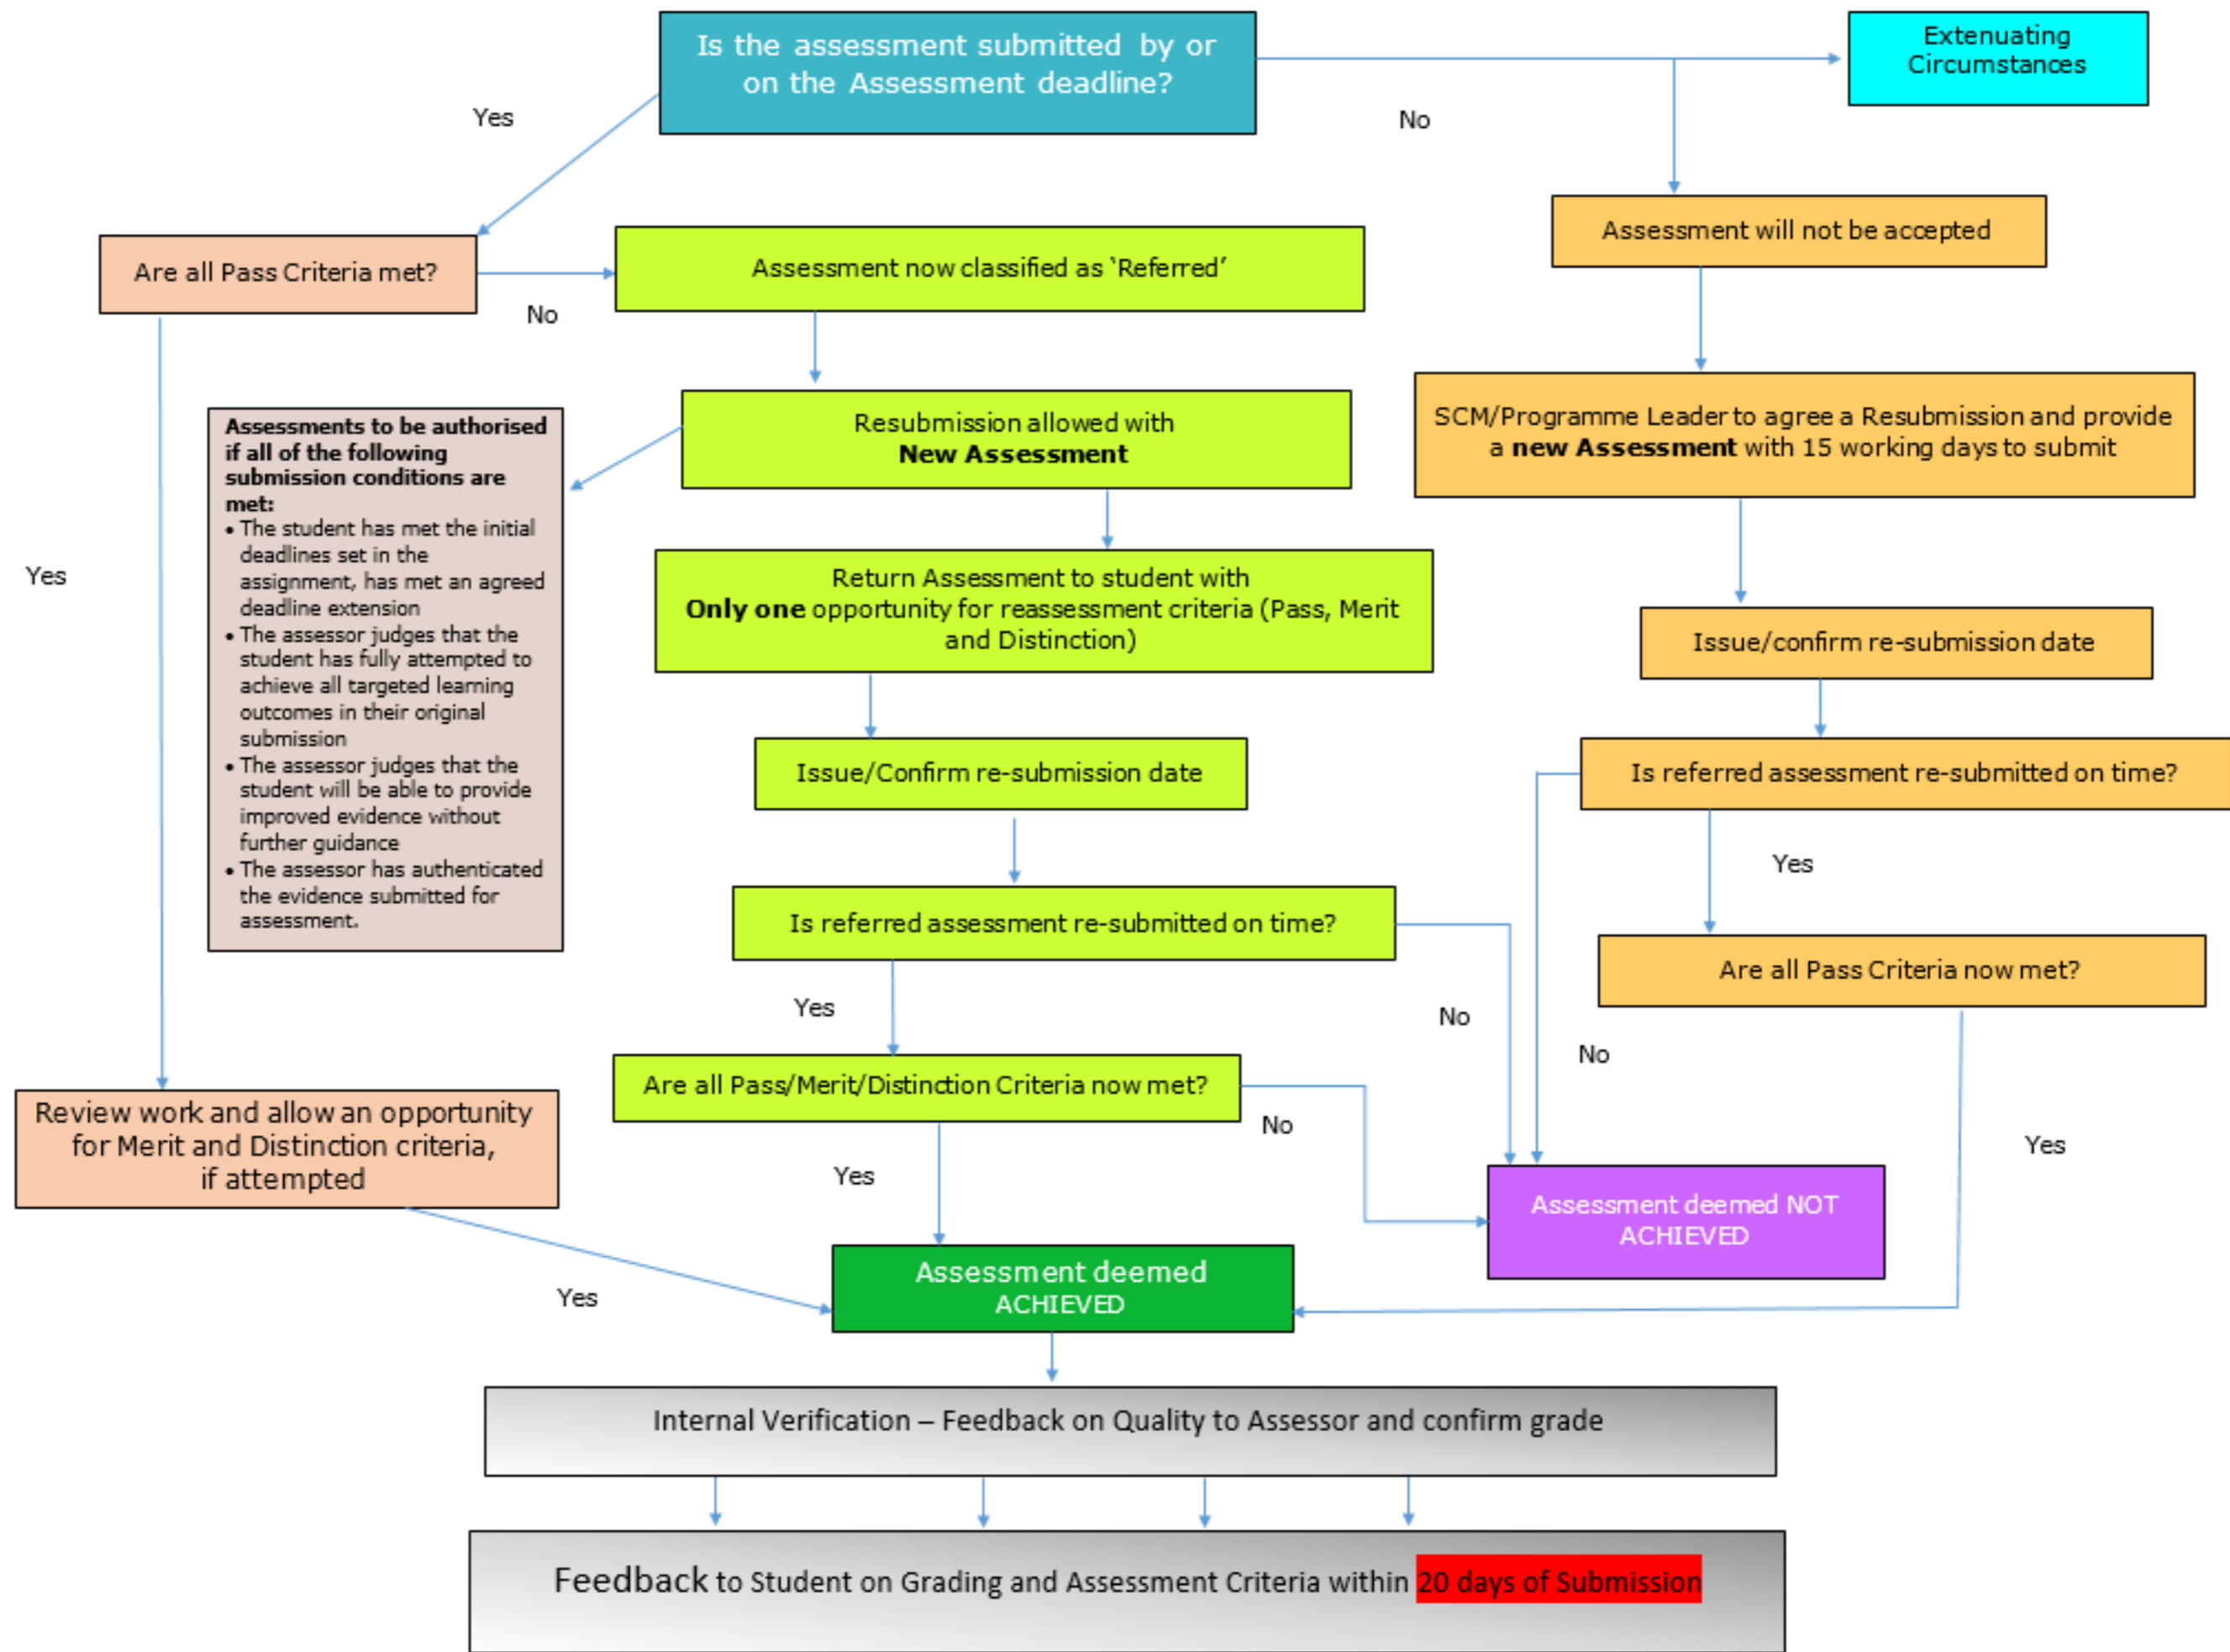 Is the assessment submitted by or
on the Assessment deadline?
Extenuating
Circumstances
Yes
No
Assessment will not be accepted
Are all Pass Criteria met?
No
Assessment now classified as ‘Referred’
Resubmission allowed with
New Assessment
SCM/Programme Leader to agree a Resubmission and provide
a new Assessment with 15 working days to submit
Assessments to be authorised
if all of the following
submission conditions are
met:
• The student has met the initial
deadlines set in the
assignment, has met an agreed
deadline extension
• The assessor judges that the
student has fully attempted to
achieve all targeted learning
outcomes in their original
submission
• The assessor judges that the
student will be able to provide
improved evidence without
further guidance
• The assessor has authenticated
the evidence submitted for
assessment.
Yes
Return Assessment to student with
Only one opportunity for reassessment criteria (Pass, Merit
and Distinction)
Issue/confirm re-submission date
Issue/Confirm re-submission date
Is referred assessment re-submitted on time?
Yes
Is referred assessment re-submitted on time?
Are all Pass Criteria now met?
Yes
No
No
Are all Pass/Merit/Distinction Criteria now met?
No
Yes
Yes
Review work and allow an opportunity
for Merit and Distinction criteria,
if attempted
Assessment deemed NOT
ACHIEVED
Yes
Assessment deemed
ACHIEVED
Internal Verification – Feedback on Quality to Assessor and confirm grade
Feedback to Student on Grading and Assessment Criteria within 20 days of Submission